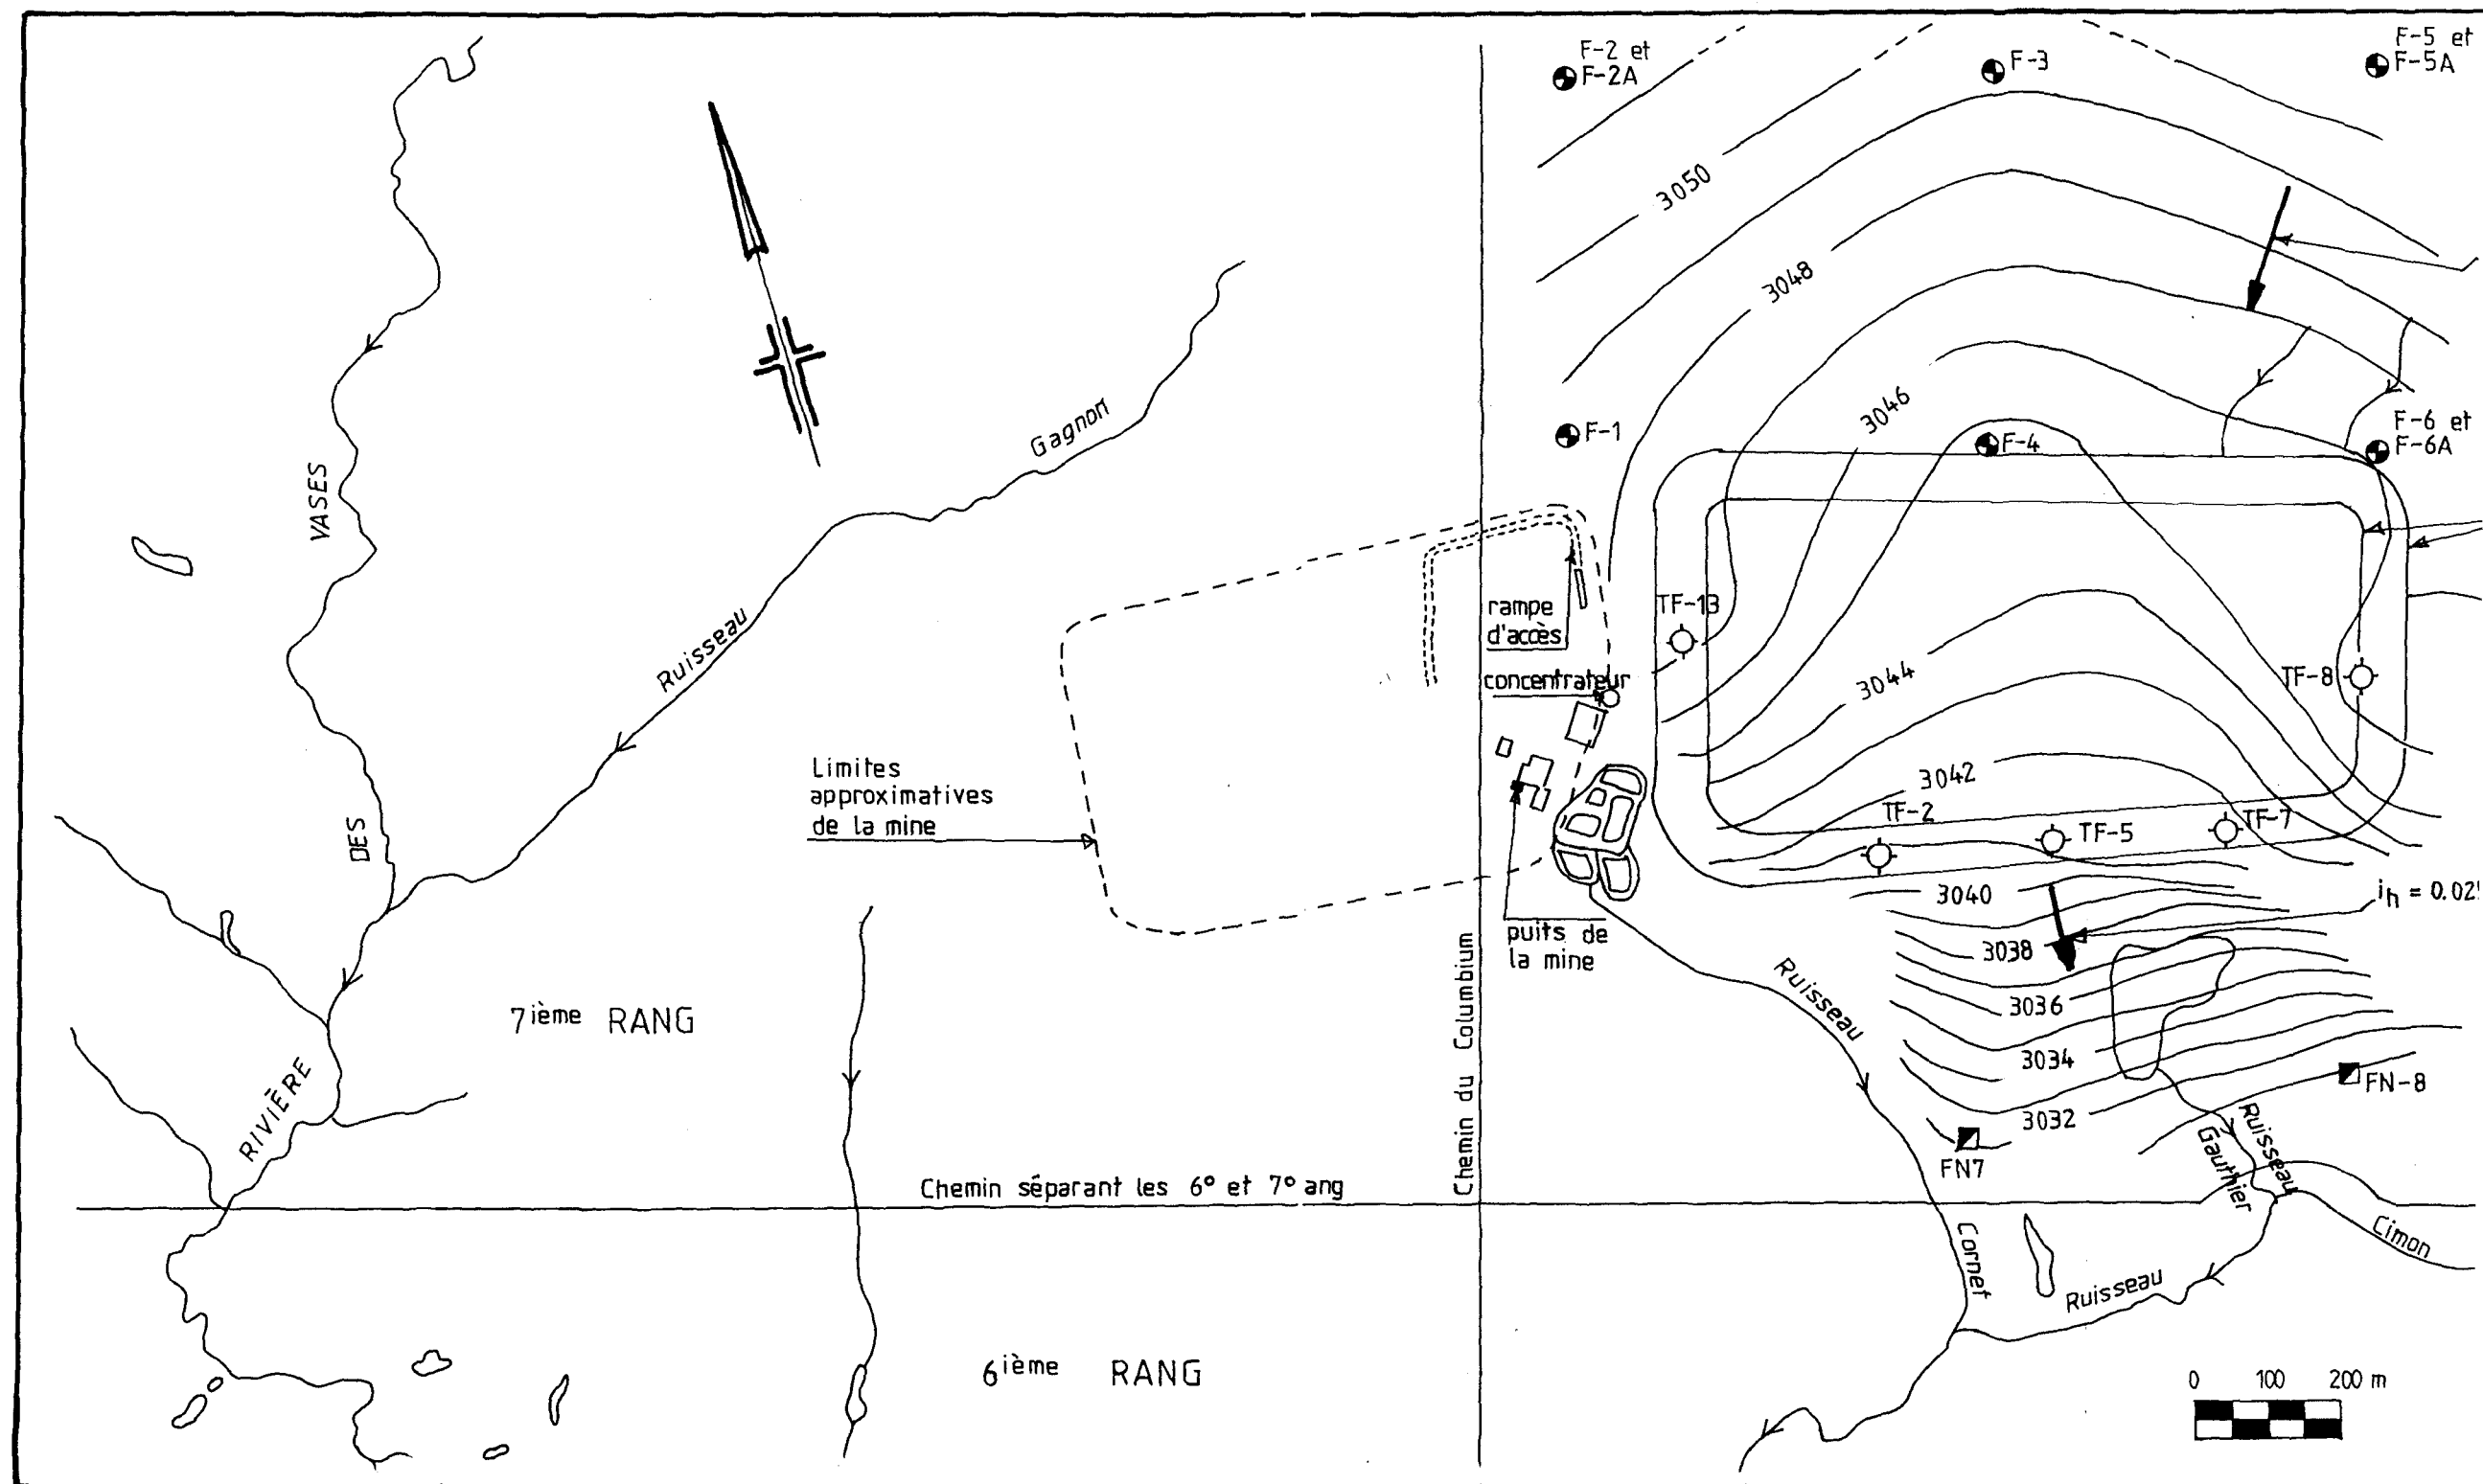 F-2 et
F-2A
F-3
F-5 et
F-5A
3050
3048
3046
F-1
F-4
F-6 et
F-6A
Gagnon
Ruisseau
VASES
DES
RIVIÈRE
rampe
d'accès
TF-13
concentrateur
3044
TF-8
Limites
approximatives
de la mine
3042
TF-2
TF-5
TF-7
3040
ih = 0.02
puits de
la mine
3038
3036
3034
3032
Ruisseau
Cornet
7ième RANG
Chemin du Columbium
FN-8
FN7
Ruisseau
Gauthier
Chemin séparant les 6° et 7° ang
Cimon
Ruisseau
6ième RANG
0 100 200 m